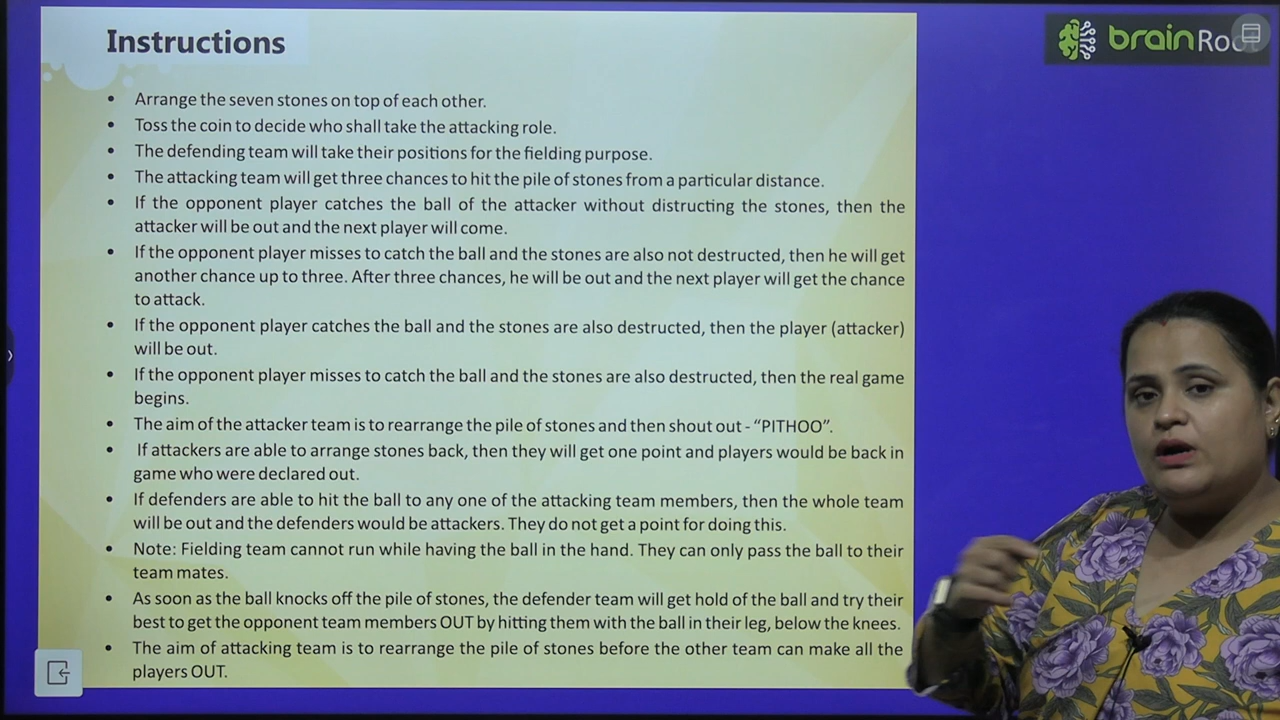 Instructions
brainRoot
• Arrange the seven stones on top of each other.
• Toss the coin to decide who shall take the attacking role.
• The defending team will take their positions for the fielding purpose.
• The attacking team will get three chances to hit the pile of stones from a particular distance.
• If the opponent player catches the ball of the attacker without distructing the stones, then the
attacker will be out and the next player will come.
• If the opponent player misses to catch the ball and the stones are also not destructed, then he will get
another chance up to three. After three chances, he will be out and the next player will get the chance
to attack.
• If the opponent player catches the ball and the stones are also destructed, then the player (attacker)
will be out.
• If the opponent player misses to catch the ball and the stones are also destructed, then the real game
begins.
• The aim of the attacker team is to rearrange the pile of stones and then shout out - “PITHOO”.
• If attackers are able to arrange stones back, then they will get one point and players would be back in
game who were declared out.
• If defenders are able to hit the ball to any one of the attacking team members, then the whole team
will be out and the defenders would be attackers. They do not get a point for doing this.
• Note: Fielding team cannot run while having the ball in the hand. They can only pass the ball to their
team mates.
• As soon as the ball knocks off the pile of stones, the defender team will get hold of the ball and try their
best to get the opponent team members OUT by hitting them with the ball in their leg, below the knees.
• The aim of attacking team is to rearrange the pile of stones before the other team can make all the
players OUT.